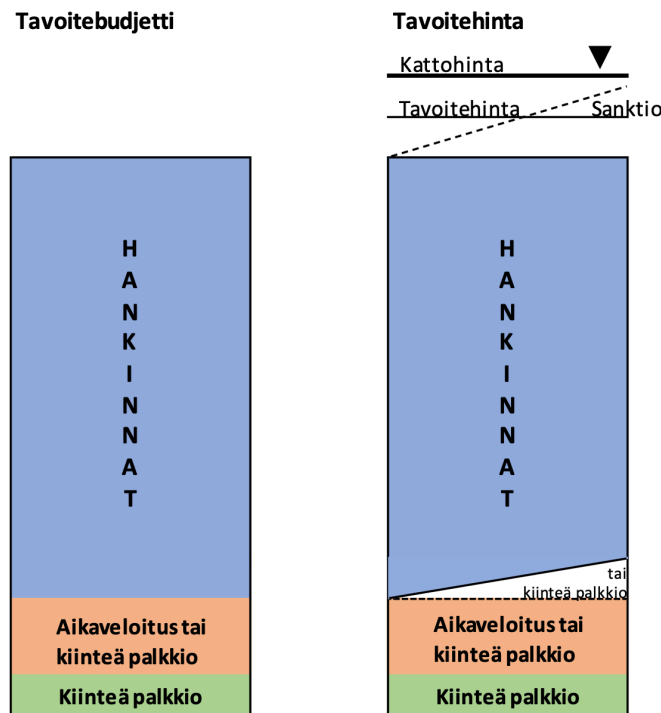 Tavoitebudjetti
Tavoitehinta
Kattohinta
Tavoitehinta
Sanktio
H
A
N
K
I
N
N
A
T
H
A
N
K
I
N
N
A
T
tai
kiinteä palkkio
Aikaveloitus tai
kiinteä palkkio
Aikaveloitus tai
kiinteä palkkio
Kiinteä palkkio
Kiinteä palkkio